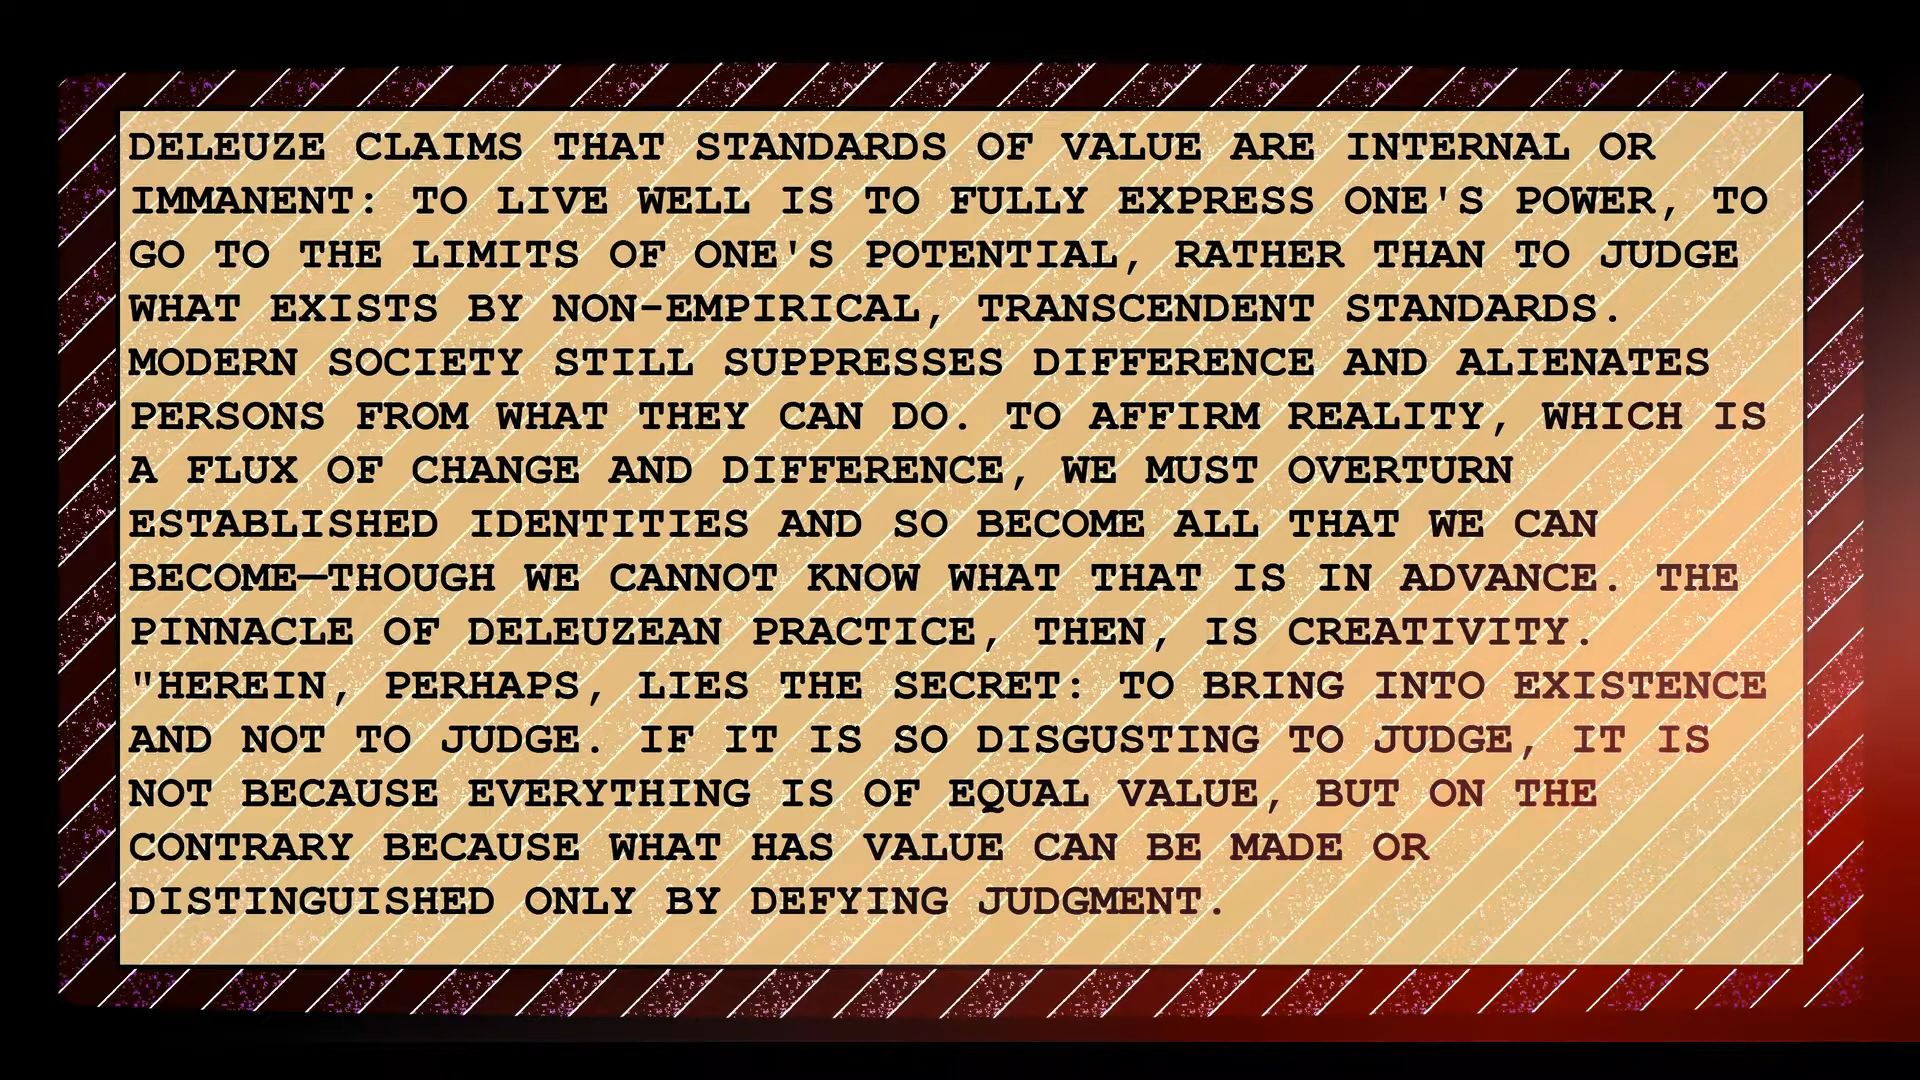 DELEUZE CLAIMS THAT STANDARDS OF VALUE ARE INTERNAL OR
IMMANENT: TO LIVE WELL IS TO FULLY EXPRESS ONE'S POWER, TO
GO TO THE LIMITS OF ONE'S POTENTIAL, RATHER THAN TO JUDGE
WHAT EXISTS BY NON-EMPIRICAL, TRANSCENDENT STANDARDS.
MODERN SOCIETY STILL SUPPRESSES DIFFERENCE AND ALIENATES
PERSONS FROM WHAT THEY CAN DO. TO AFFIRM REALITY, WHICH IS
A FLUX OF CHANGE AND DIFFERENCE, WE MUST OVERTURN
ESTABLISHED IDENTITIES AND SO BECOME ALL THAT WE CAN
BECOME—THOUGH WE CANNOT KNOW WHAT THAT IS IN ADVANCE. THE
PINNACLE OF DELEUZEAN PRACTICE, THEN, IS CREATIVITY.
"HEREIN, PERHAPS, LIES THE SECRET: TO BRING INTO EXISTENCE
AND NOT TO JUDGE. IF IT IS SO DISGUSTING TO JUDGE, IT IS
NOT BECAUSE EVERYTHING IS OF EQUAL VALUE, BUT ON THE
CONTRARY BECAUSE WHAT HAS VALUE CAN BE MADE OR
DISTINGUISHED ONLY BY DEFYING JUDGMENT.